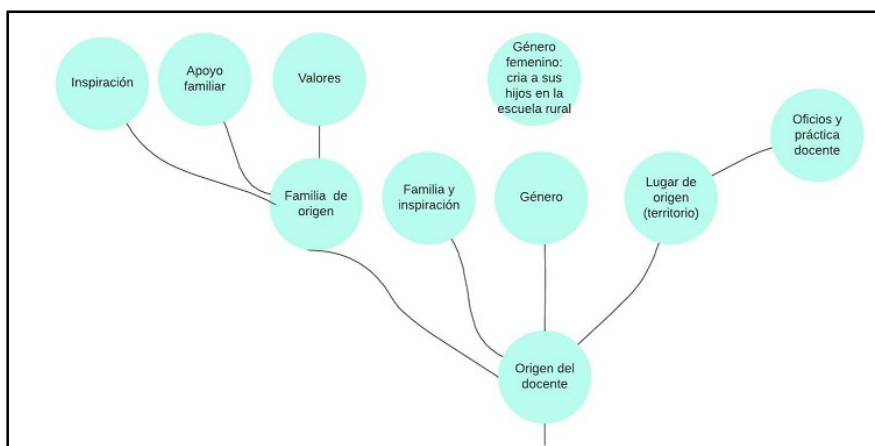 Inspiración
Apoyo
familiar
Valores
Género
femenino:
cria a sus
hijos en la
escuela rural
Oficios y
práctica
docente
Familia de
origen
Familia y
inspiración
Género
Lugar de
origen
(territorio)
Origen del
docente